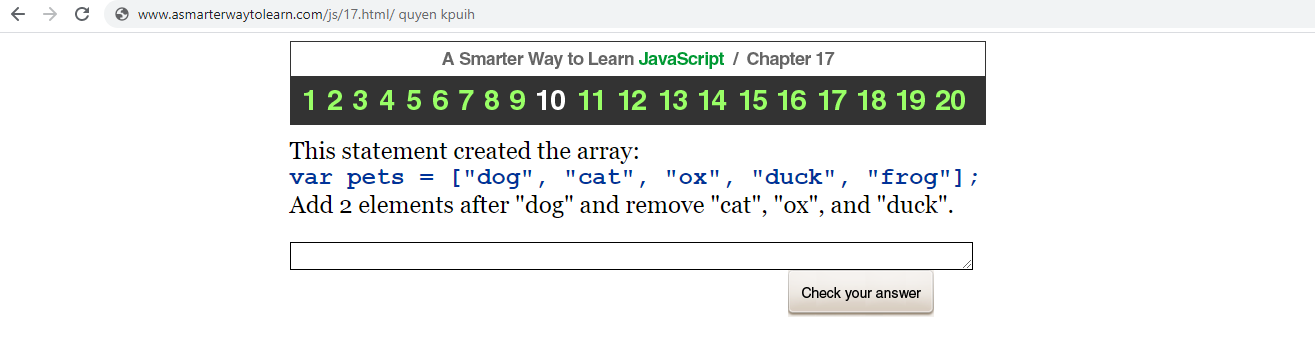 www.asmarterwaytolearn.com/js/17.html/ quyen kpuih
A Smarter Way to Learn JavaScript / Chapter 17
1 2 3 4 5 6 7 8 9 10 11 12 13 14 15 16 17 18 19 20
This statement created the array:
var pets = ["dog", "cat", "ox", "duck", "frog"];
Add 2 elements after "dog" and remove "cat", "ox", and "duck".
Check your answer